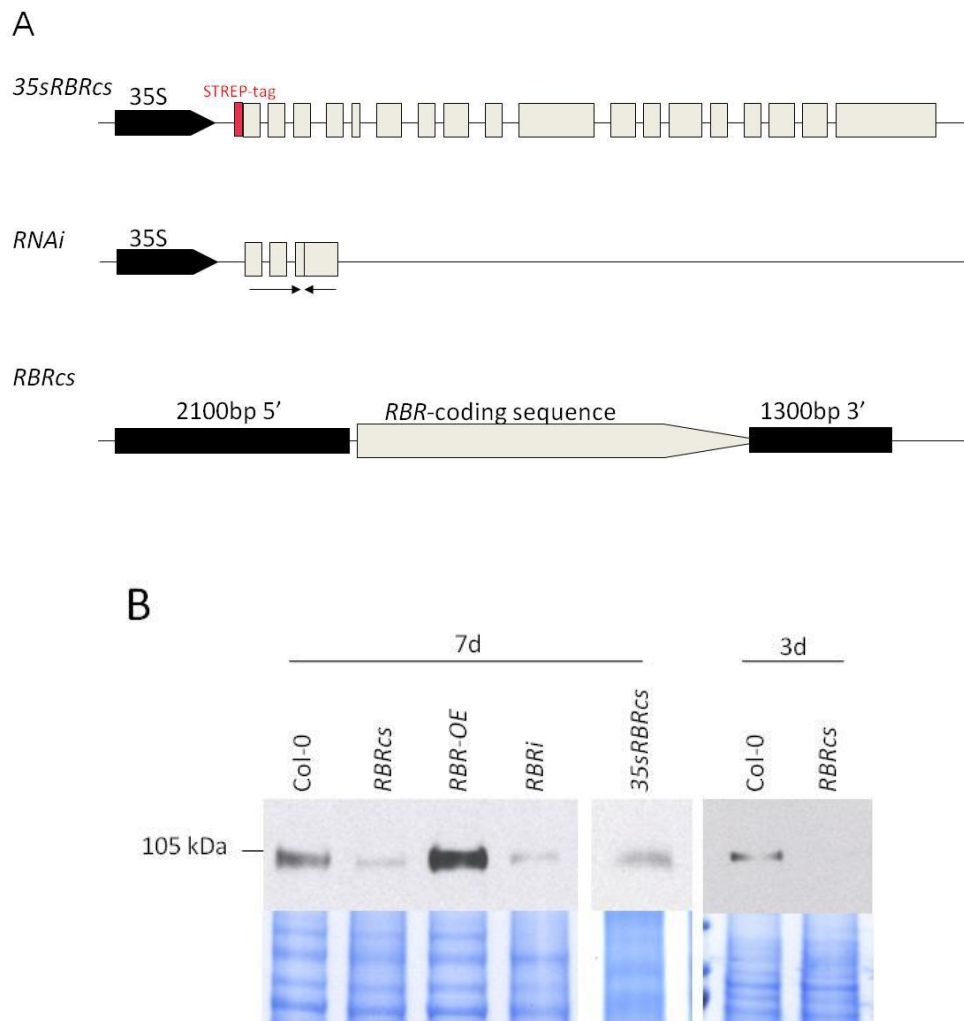 A
35sRBRcs
35S
STREP-tag
RNAi
35S
RBRcs
2100bp 5’
RBR-coding sequence
1300bp 3’
B
7d
3d
Col-0
RBRcs
RBR-OE
RBRi
35sRBRcs
Col-0
RBRcs
105 kDa